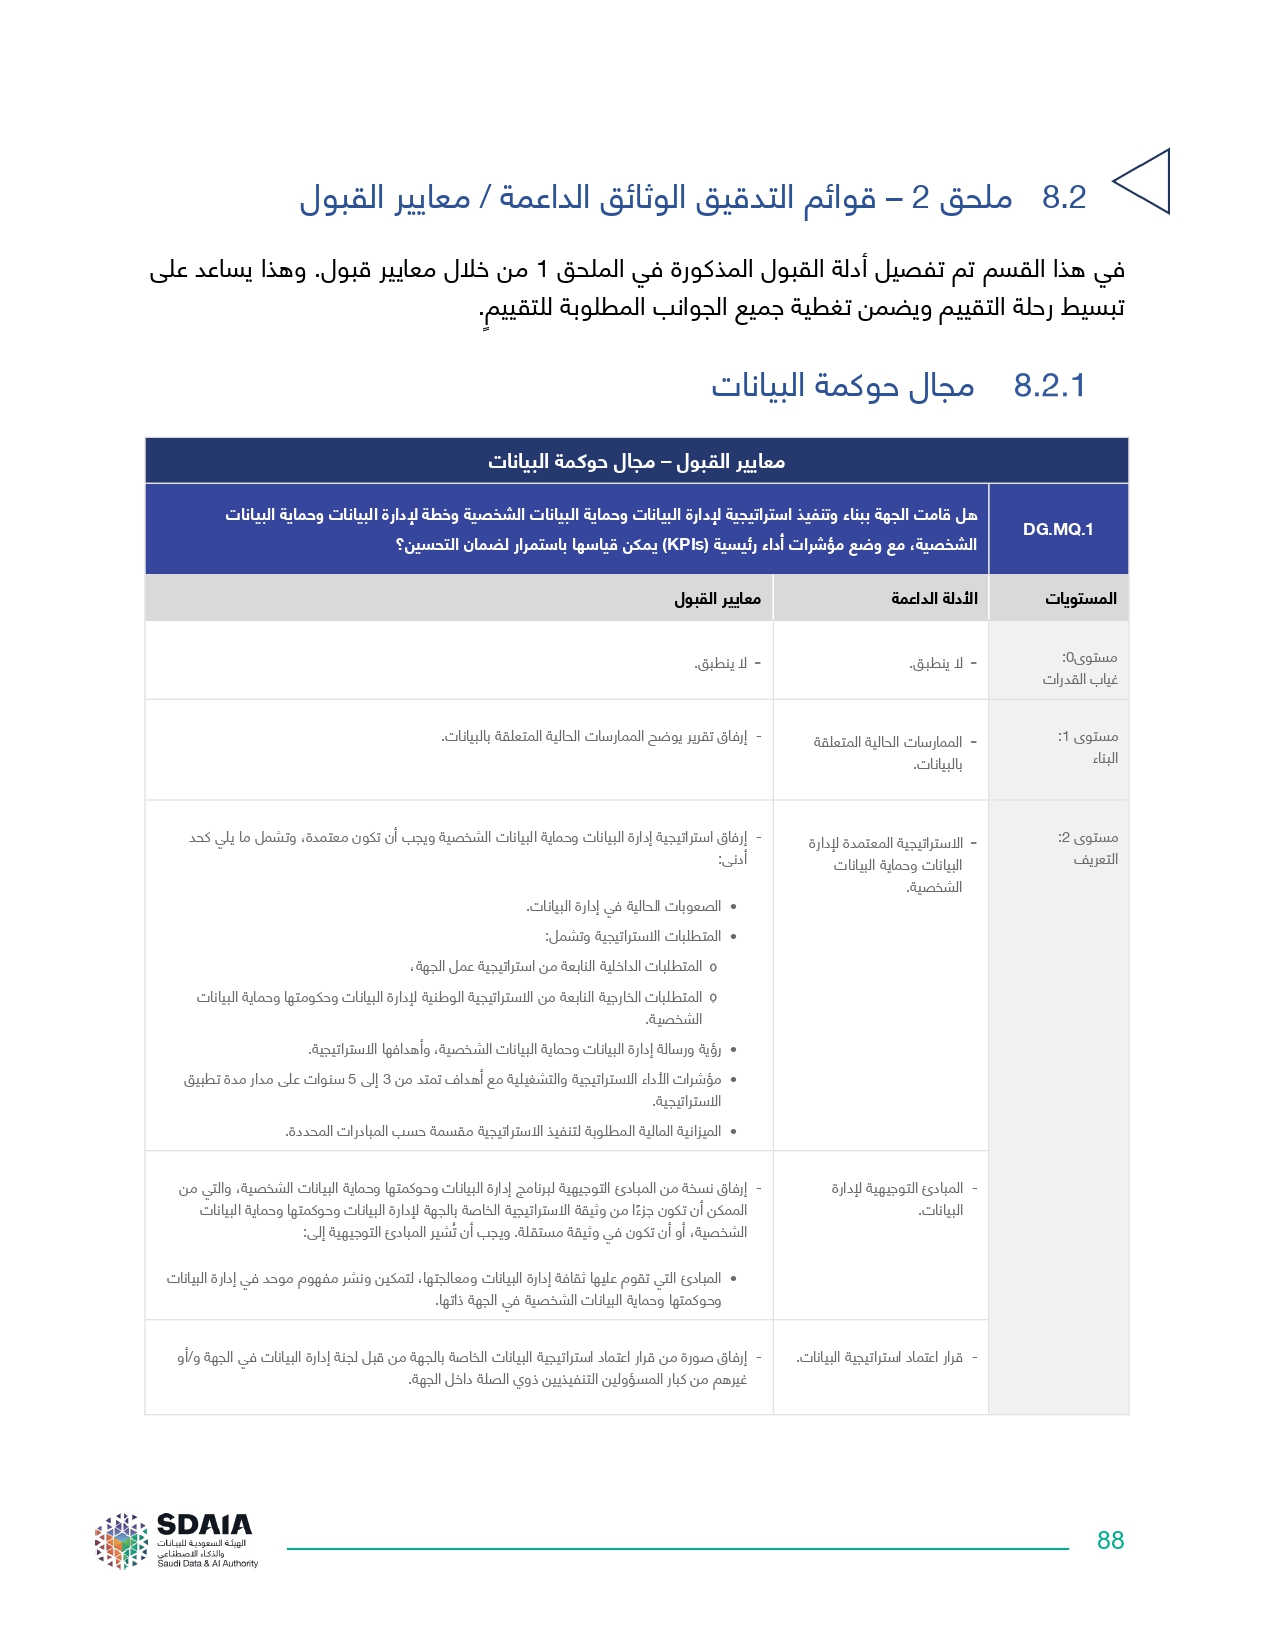 8.2 ملحق 2 – قوائم التدقيق الوثائق الداعمة / معايير القبول
في هذا القسم تم تفصيل أدلة القبول المذكورة في الملحق 1 من خلال معايير قبول. وهذا يساعد على
تبسيط رحلة التقييم ويضمن تغطية جميع الجوانب المطلوبة للتقييمٍ.
8.2.1 مجال حوكمة البيانات
معايير القبول – مجال حوكمة البيانات
DG.MQ.1
هل قامت الجهة ببناء وتنفيذ استراتيجية لإدارة البيانات وحماية البيانات الشخصية وخطة لإدارة البيانات وحماية البيانات
الشخصية، مع وضع مؤشرات أداء رئيسية (KPIs) يمكن قياسها باستمرار لضمان التحسين؟
المستويات
الأدلة الداعمة
معايير القبول
مستوى0:
غياب القدرات
- لا ينطبق.
- لا ينطبق.
مستوى 1:
البناء
- الممارسات الحالية المتعلقة
بالبيانات.
- إرفاق تقرير يوضح الممارسات الحالية المتعلقة بالبيانات.
مستوى 2:
التعريف
- الاستراتيجية المعتمدة لإدارة
البيانات وحماية البيانات
الشخصية.
- إرفاق استراتيجية إدارة البيانات وحماية البيانات الشخصية ويجب أن تكون معتمدة، وتشمل ما يلي كحد
أدنى:
• الصعوبات الحالية في إدارة البيانات.
• المتطلبات الاستراتيجية وتشمل:
o المتطلبات الداخلية النابعة من استراتيجية عمل الجهة،
o المتطلبات الخارجية النابعة من الاستراتيجية الوطنية لإدارة البيانات وحكومتها وحماية البيانات
الشخصية.
• رؤية ورسالة إدارة البيانات وحماية البيانات الشخصية، وأهدافها الاستراتيجية.
• مؤشرات الأداء الاستراتيجية والتشغيلية مع أهداف تمتد من 3 إلى 5 سنوات على مدار مدة تطبيق
الاستراتيجية.
• الميزانية المالية المطلوبة لتنفيذ الاستراتيجية مقسمة حسب المبادرات المحددة.
- المبادئ التوجيهية لإدارة
البيانات.
- إرفاق نسخة من المبادئ التوجيهية لبرنامج إدارة البيانات وحوكمتها وحماية البيانات الشخصية، والتي من
الممكن أن تكون جزءًا من وثيقة الاستراتيجية الخاصة بالجهة لإدارة البيانات وحوكمتها وحماية البيانات
الشخصية، أو أن تكون في وثيقة مستقلة. ويجب أن تُشير المبادئ التوجيهية إلى:
• المبادئ التي تقوم عليها ثقافة إدارة البيانات ومعالجتها، لتمكين ونشر مفهوم موحد في إدارة البيانات
وحوكمتها وحماية البيانات الشخصية في الجهة ذاتها.
- قرار اعتماد استراتيجية البيانات.
- إرفاق صورة من قرار اعتماد استراتيجية البيانات الخاصة بالجهة من قبل لجنة إدارة البيانات في الجهة و/أو
غيرهم من كبار المسؤولين التنفيذيين ذوي الصلة داخل الجهة.
SDAIA
الهيئة السعودية للبيانات
والذكاء الاصطناعي
Saudi Data & AI Authority
88